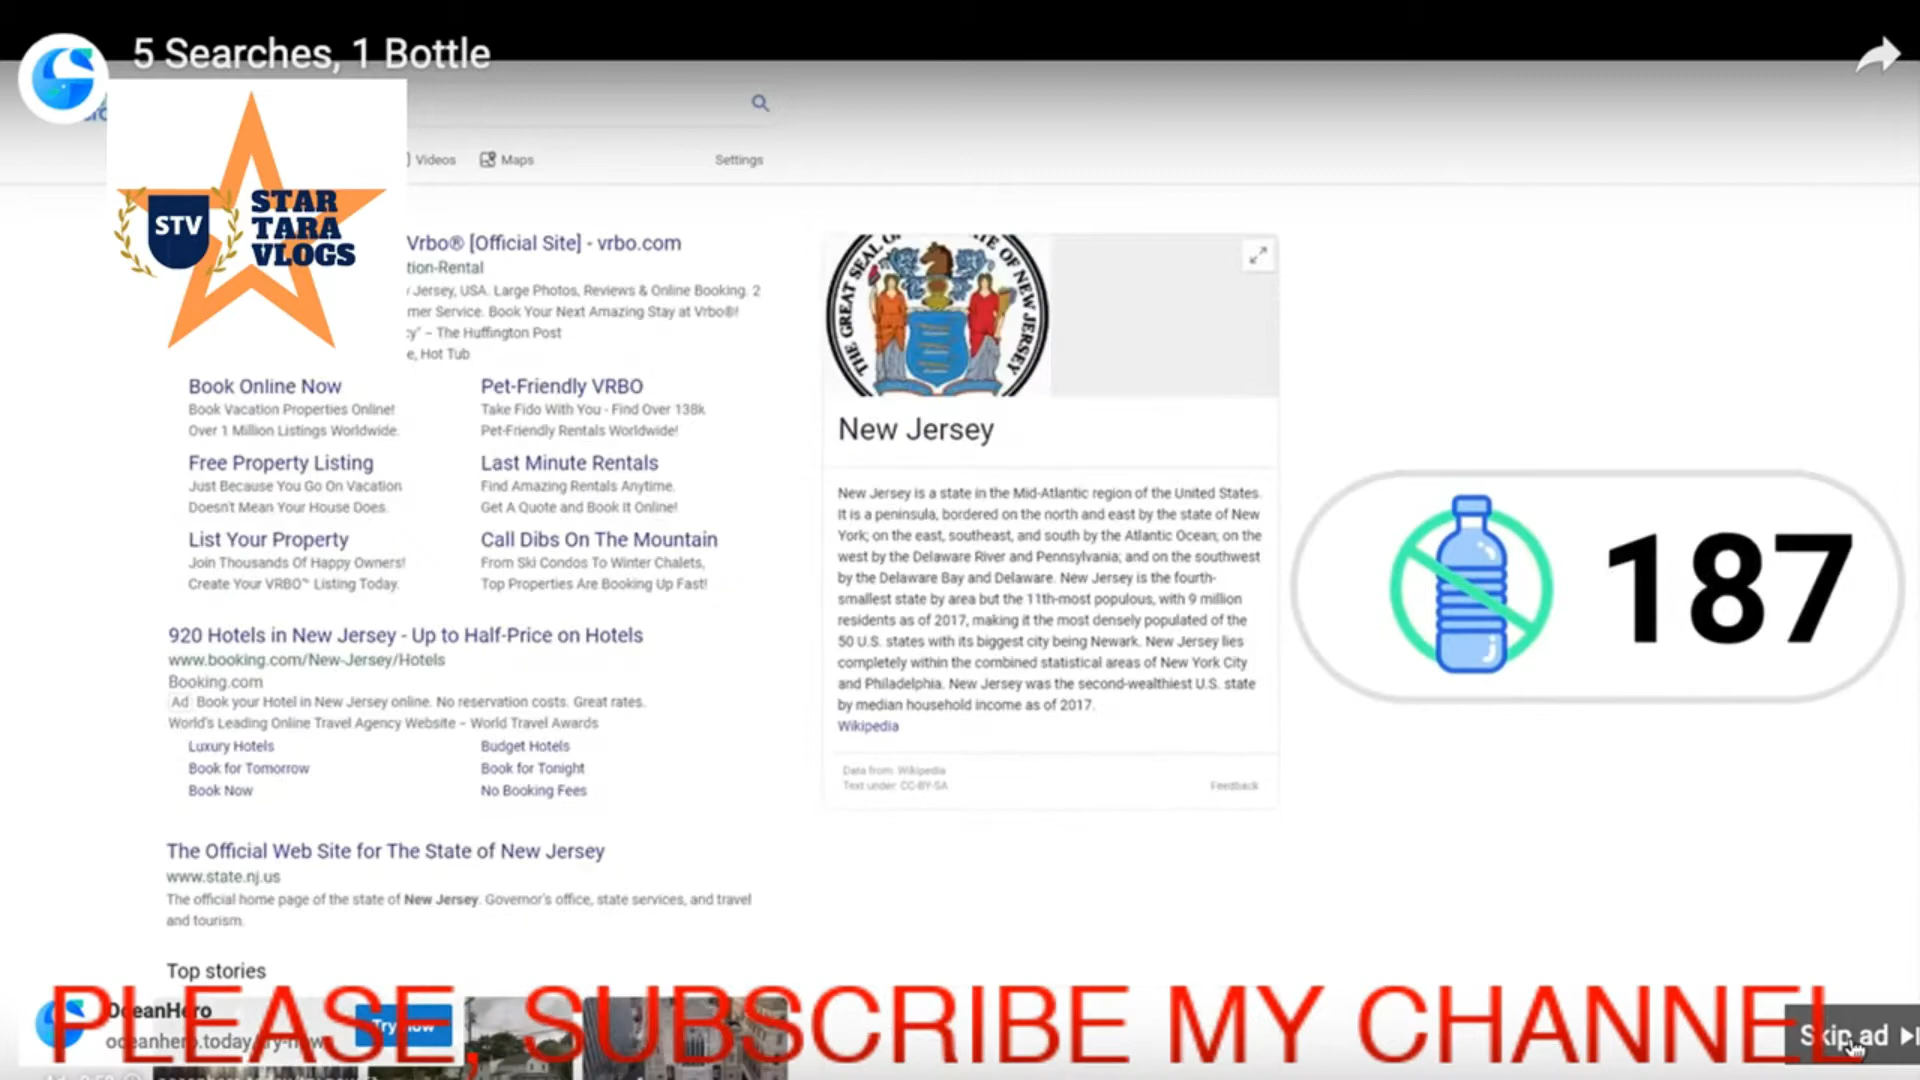 5 Searches, 1 Bottle
Videos
Maps
Settings
STV
STAR
TARA
VLOGS
Vrbo® [Official Site] - vrbo.com
tion-Rental
Jersey, USA. Large Photos, Reviews & Online Booking. 2
mer Service. Book Your Next Amazing Stay at Vrbo®!
" – The Huffington Post
e, Hot Tub
Book Online Now
Book Vacation Properties Online!
Over 1 Million Listings Worldwide.
Pet-Friendly VRBO
Take Fido With You - Find Over 138k
Pet-Friendly Rentals Worldwide!
Free Property Listing
Just Because You Go On Vacation
Doesn't Mean Your House Does.
Last Minute Rentals
Find Amazing Rentals Anytime.
Get A Quote and Book It Online!
List Your Property
Join Thousands Of Happy Owners!
Create Your VRBO™ Listing Today.
Call Dibs On The Mountain
From Ski Condos To Winter Chalets,
Top Properties Are Booking Up Fast!
920 Hotels in New Jersey - Up to Half-Price on Hotels
www.booking.com/New-Jersey/Hotels
Booking.com
Ad Book your Hotel in New Jersey online. No reservation costs. Great rates.
World's Leading Online Travel Agency Website – World Travel Awards
Luxury Hotels
Budget Hotels
Book for Tomorrow
Book for Tonight
Book Now
No Booking Fees
The Official Web Site for The State of New Jersey
www.state.nj.us
The official home page of the state of New Jersey. Governor's office, state services, and travel
and tourism.
Top stories
THE GREAT SEAL OF THE STATE OF NEW JERSEY
New Jersey
New Jersey is a state in the Mid-Atlantic region of the United States.
It is a peninsula, bordered on the north and east by the state of New
York; on the east, southeast, and south by the Atlantic Ocean; on the
west by the Delaware River and Pennsylvania; and on the southwest
by the Delaware Bay and Delaware. New Jersey is the fourth-
smallest state by area but the 11th-most populous, with 9 million
residents as of 2017, making it the most densely populated of the
50 U.S. states with its biggest city being Newark. New Jersey lies
completely within the combined statistical areas of New York City
and Philadelphia. New Jersey was the second-wealthiest U.S. state
by median household income as of 2017.
Wikipedia
Data from: Wikipedia
Text under: CC-BY-SA
Feedback
187
OceanHero
oceanhero.today/try-now
Try now
PLEASE, SUBSCRIBE MY CHANNEL
Skip ad